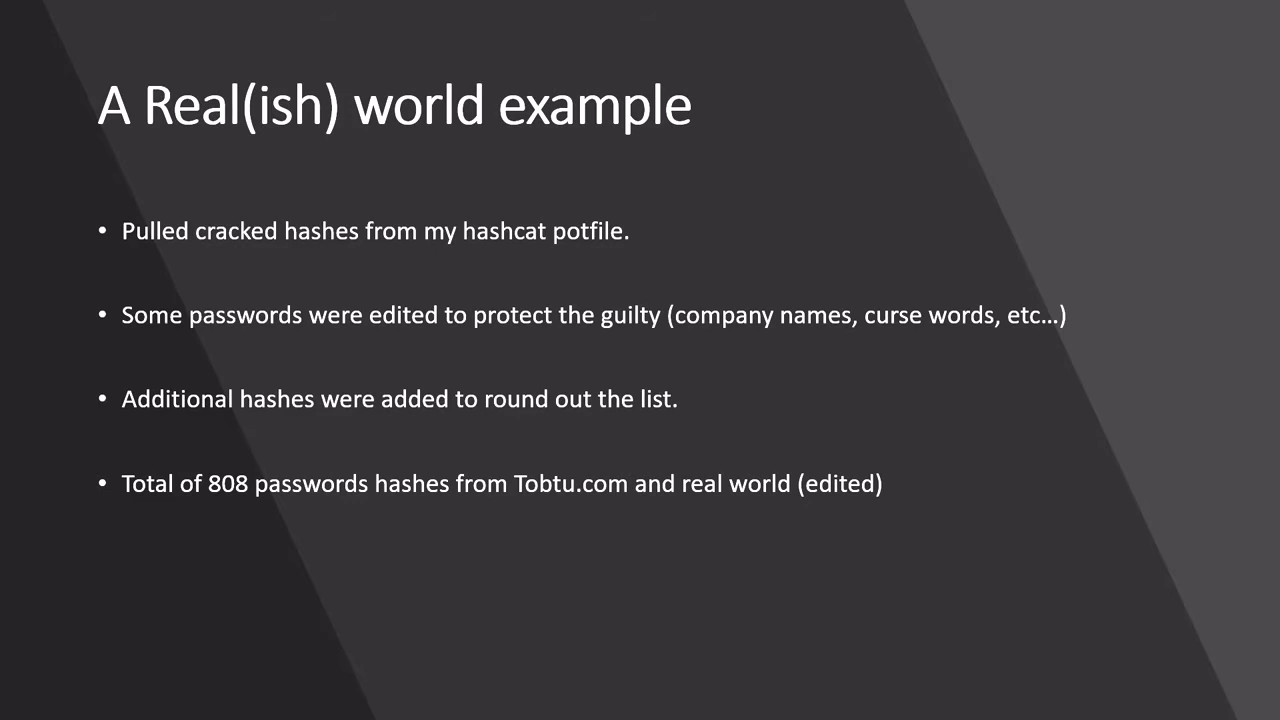 A Real(ish) world example
• Pulled cracked hashes from my hashcat potfile.
• Some passwords were edited to protect the guilty (company names, curse words, etc…)
• Additional hashes were added to round out the list.
• Total of 808 passwords hashes from Tobtu.com and real world (edited)